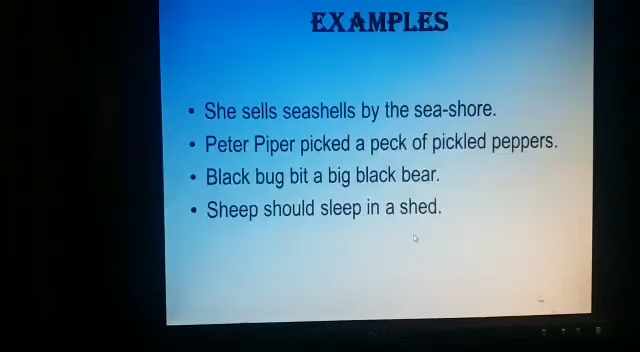 EXAMPLES
• She sells seashells by the sea-shore.
• Peter Piper picked a peck of pickled peppers.
• Black bug bit a big black bear.
• Sheep should sleep in a shed.